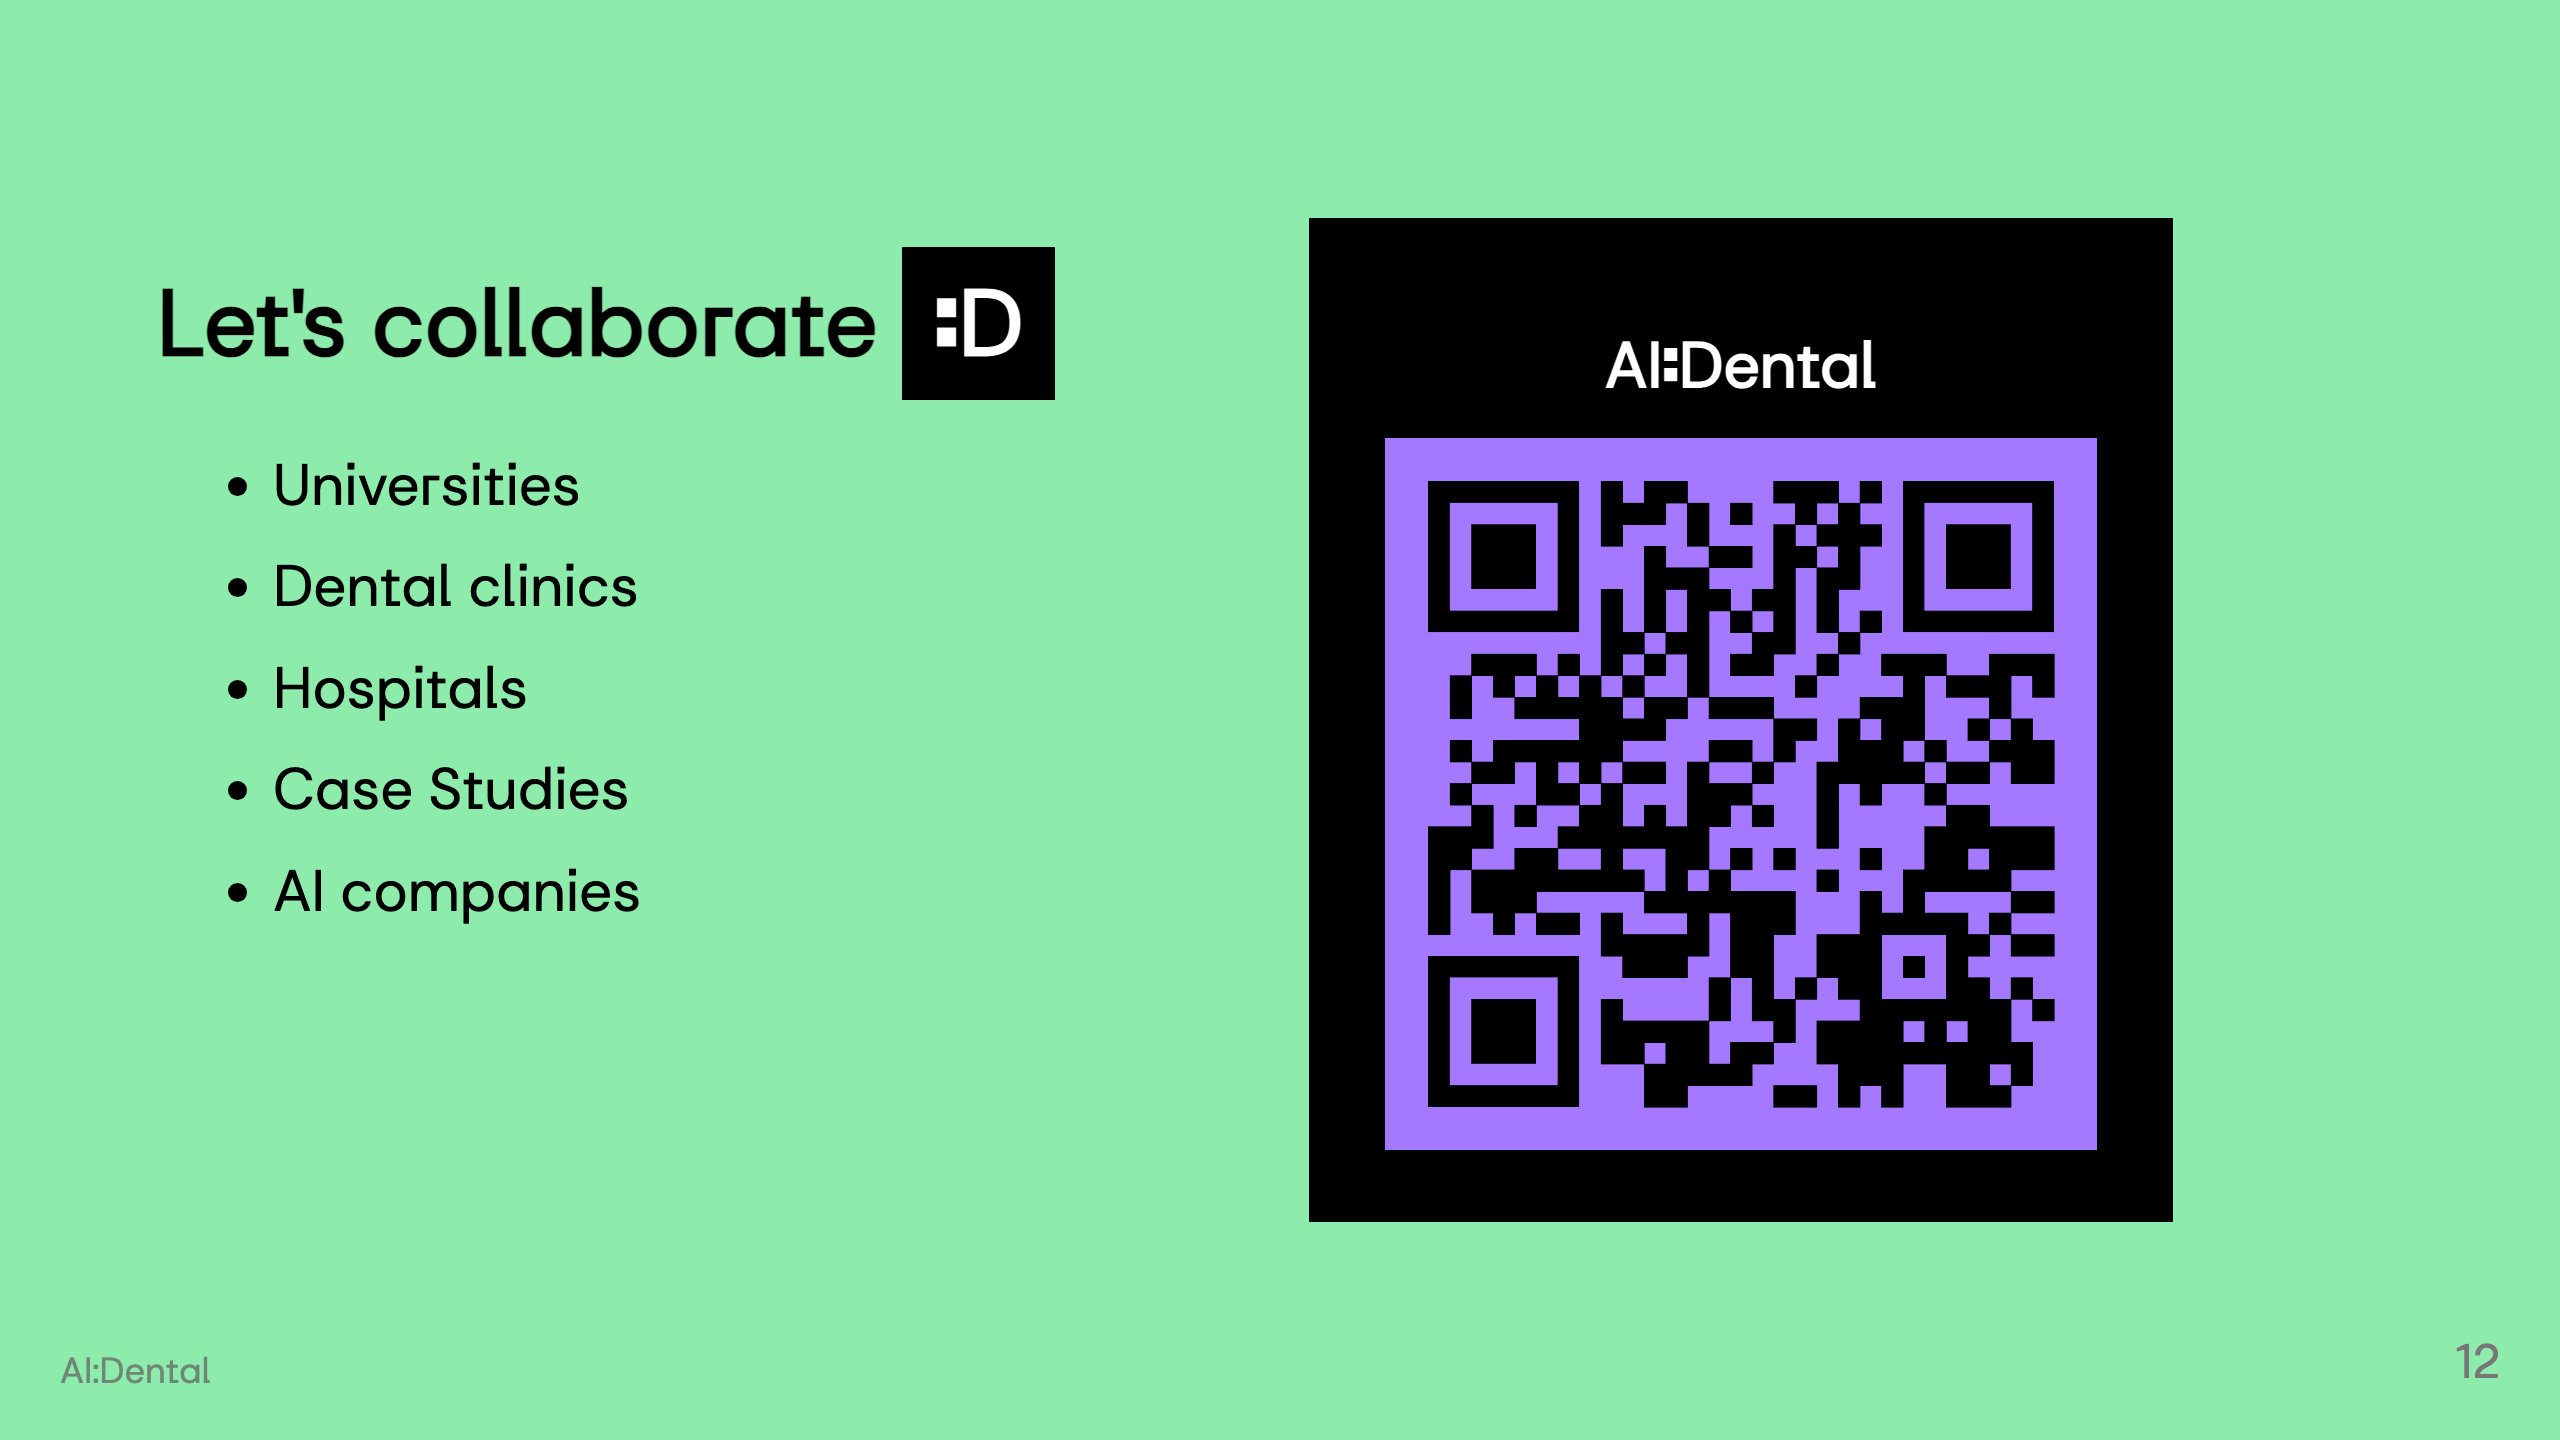 Let's collaborate :D
• Universities
• Dental clinics
• Hospitals
• Case Studies
• AI companies
AI:Dental
AI:Dental
12